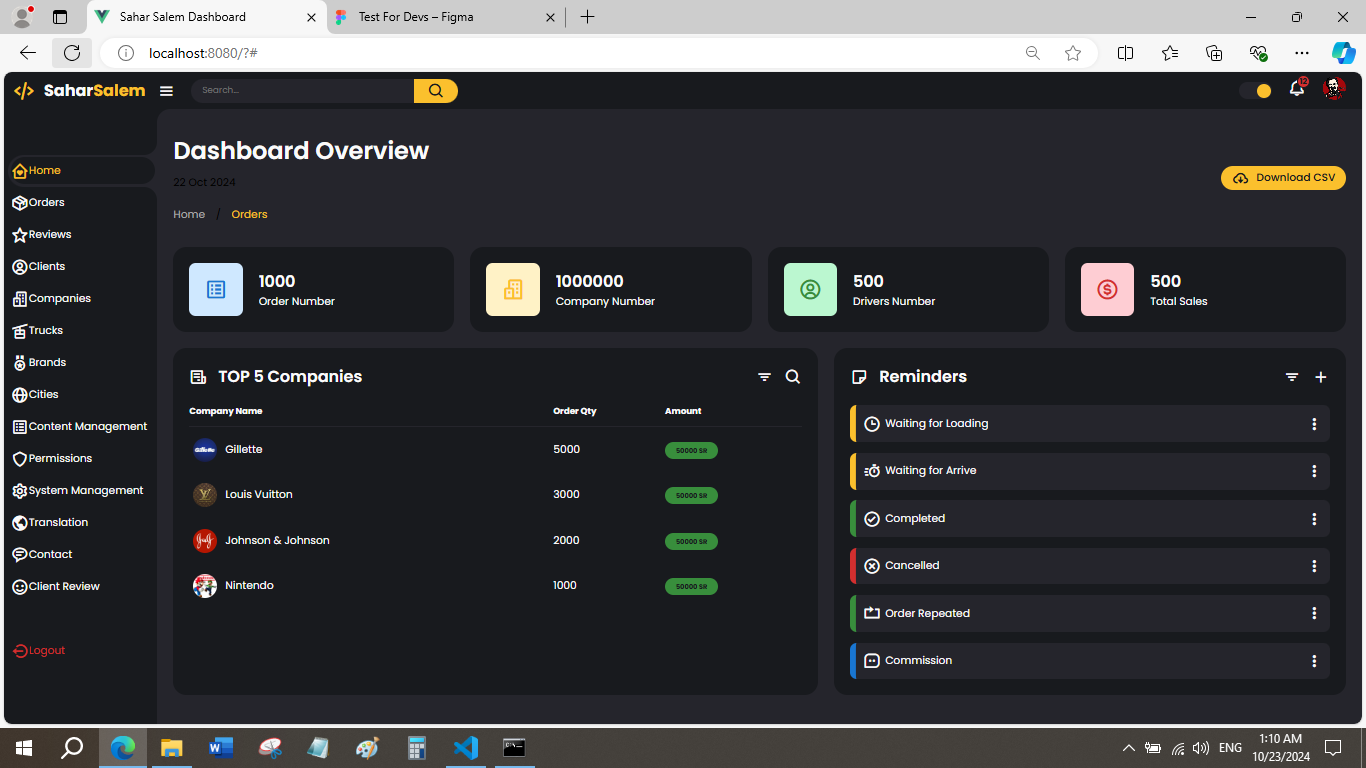 Sahar Salem Dashboard
Test For Devs – Figma
localhost:8080/?#
</> SaharSalem
Search...
12
Home
Orders
Reviews
Clients
Companies
Trucks
Brands
Cities
Content Management
Permissions
System Management
Translation
Contact
Client Review
Logout
Dashboard Overview
22 Oct 2024
Home / Orders
Download CSV
1000
Order Number
1000000
Company Number
500
Drivers Number
500
Total Sales
TOP 5 Companies
Company Name Order Qty Amount
Gillette 5000 50000 SR
Louis Vuitton 3000 50000 SR
Johnson & Johnson 2000 50000 SR
Nintendo 1000 50000 SR
Reminders
Waiting for Loading
Waiting for Arrive
Completed
Cancelled
Order Repeated
Commission
ENG
1:10 AM
10/23/2024